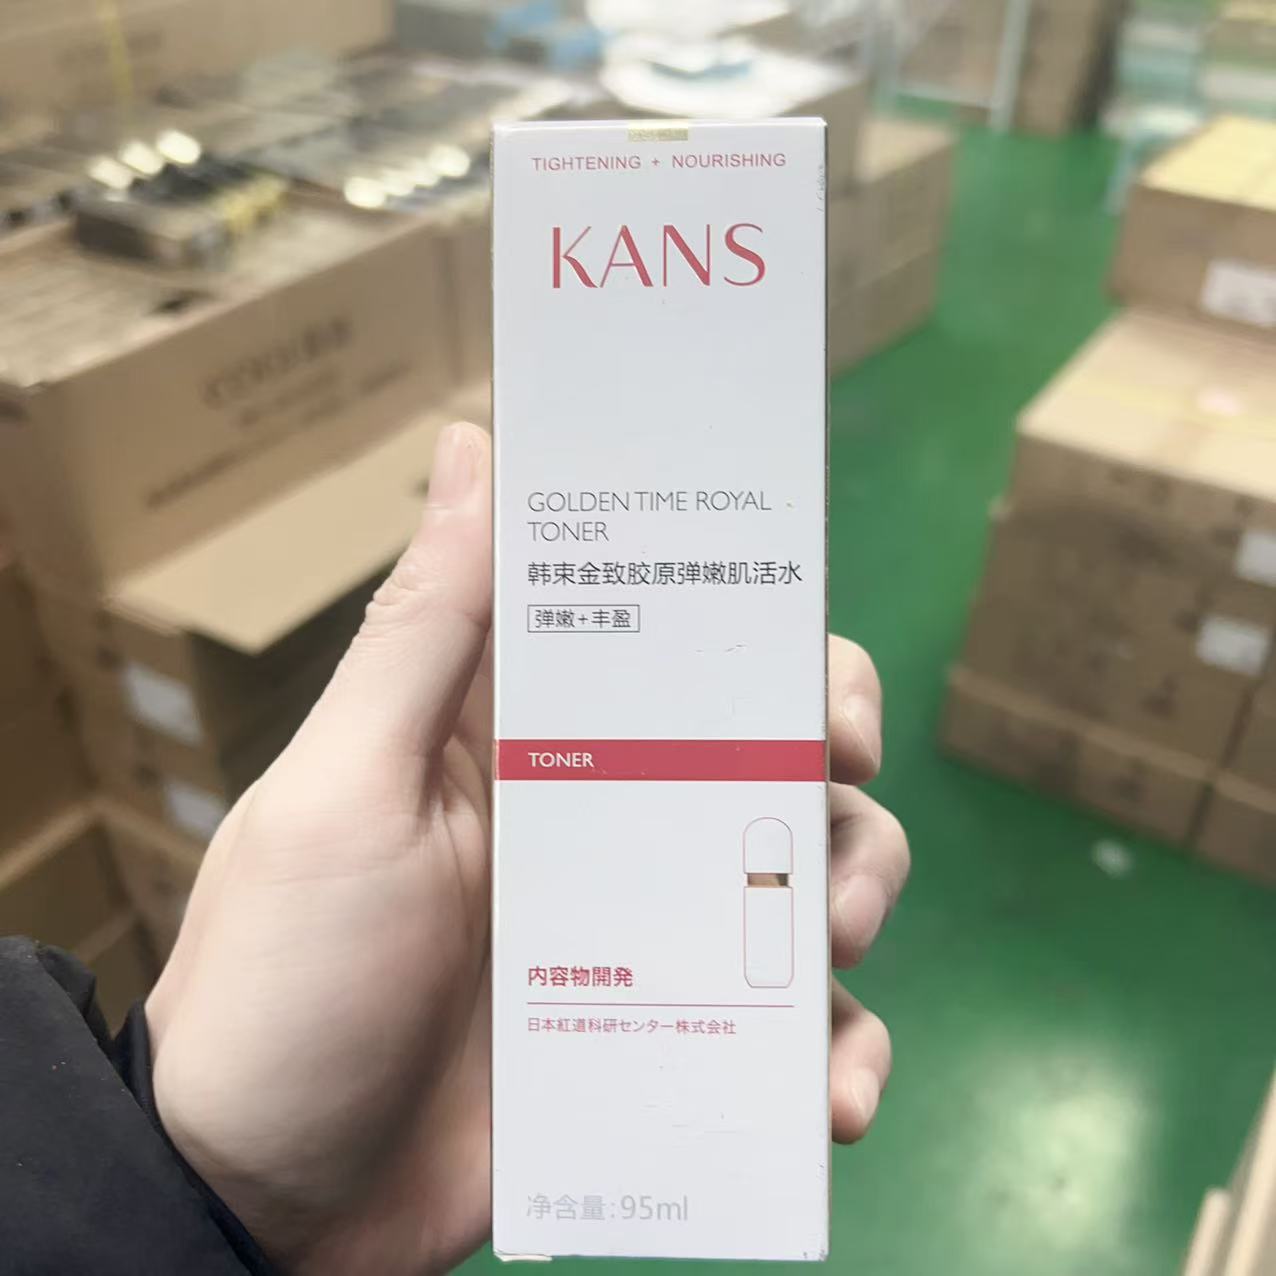 TIGHTENING + NOURISHING
KANS
GOLDEN TIME ROYAL
TONER
韩束金致胶原弹嫩肌活水
弹嫩+丰盈
TONER
内容物開発
日本紅道科研センター株式会社
净含量:95ml